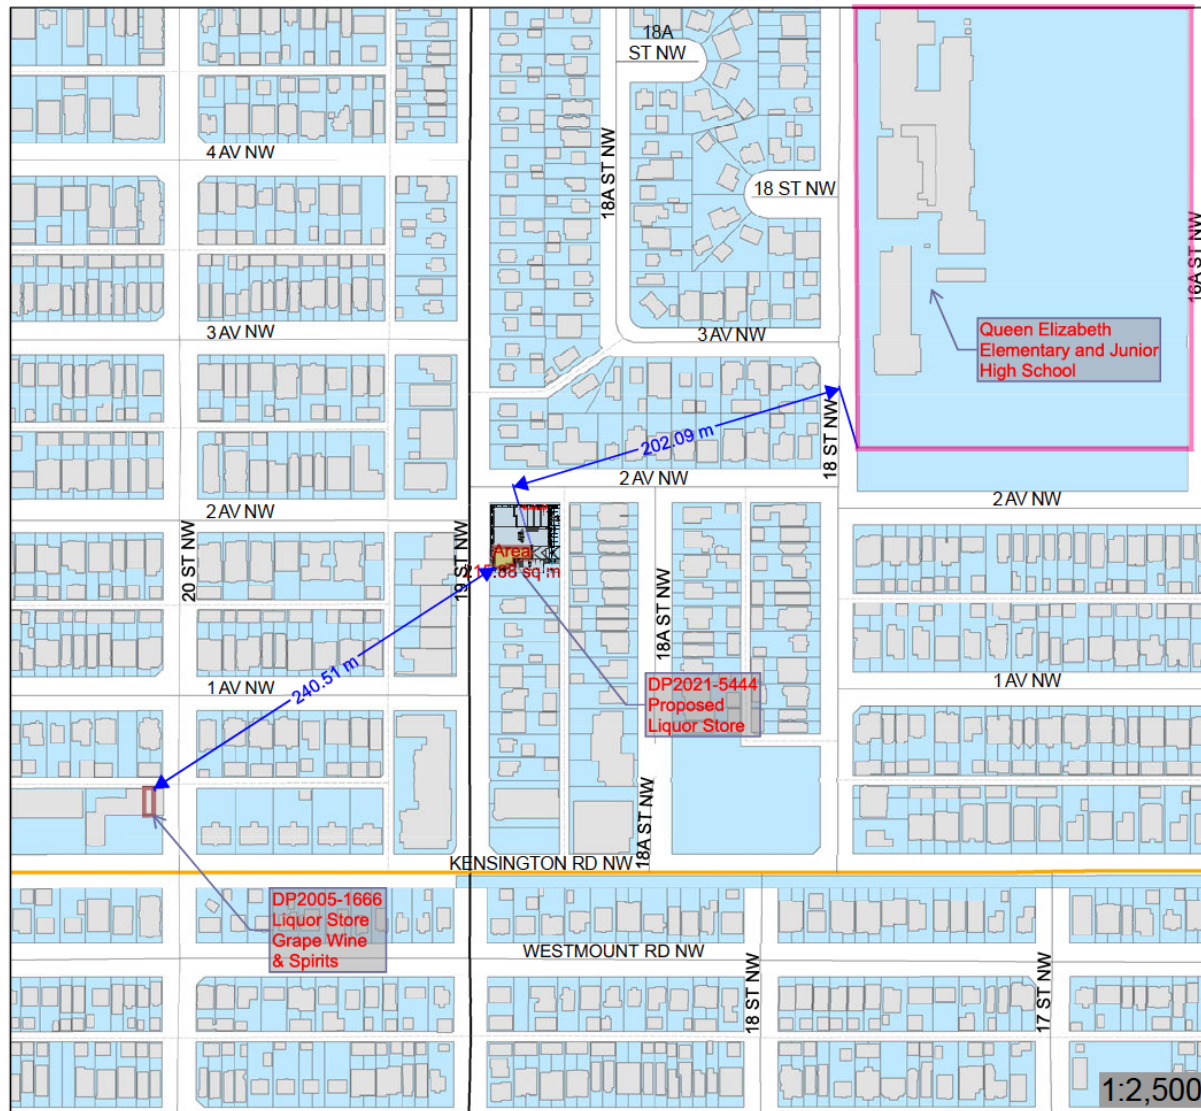 18A
ST NW
4 AV NW
18A ST NW
18 ST NW
16A ST NW
3 AV NW
3 AV NW
Queen Elizabeth
Elementary and Junior
High School
202.09 m
18 ST NW
2 AV NW
2 AV NW
2 AV NW
20 ST NW
19 ST NW
Area
sq m
18A ST NW
240.51 m
1 AV NW
1 AV NW
DP2021-5444
Proposed
Liquor Store
18A ST NW
KENSINGTON RD NW
DP2005-1666
Liquor Store
Grape Wine
& Spirits
WESTMOUNT RD NW
18 ST NW
17 ST NW
1:2,500